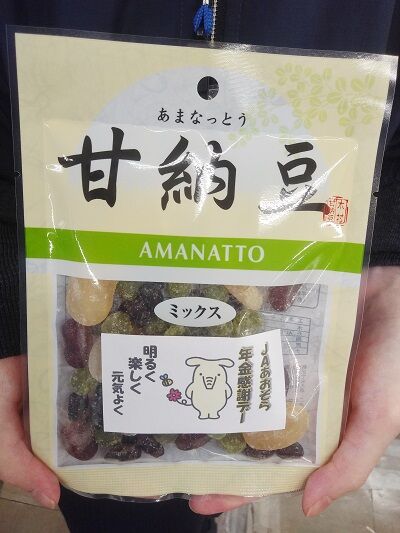 あまなっとう
甘納豆
AMANATTO
ミックス
JAのおぞら
年金感謝デー
明るく
楽しく
元気よく